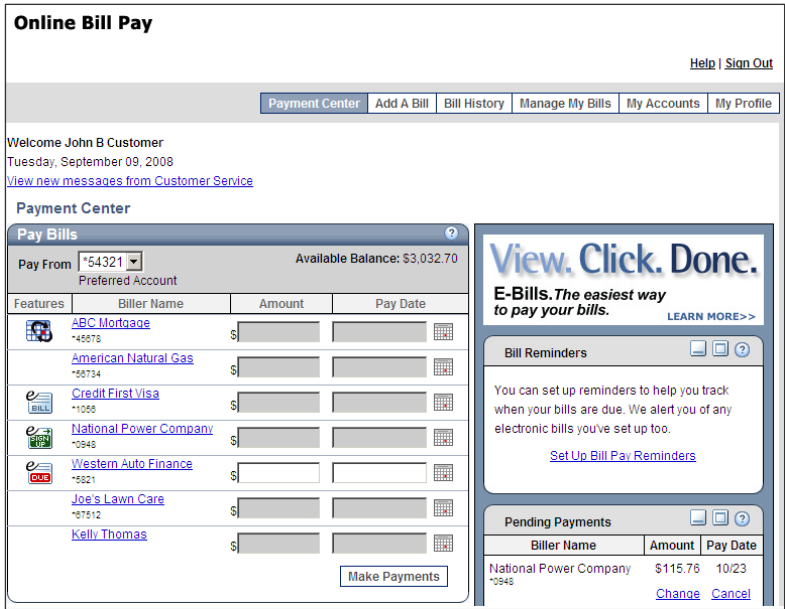 Online Bill Pay
Help | Sign Out
Payment Center Add A Bill Bill History Manage My Bills My Accounts My Profile
Welcome John B Customer
Tuesday, September 09, 2008
View new messages from Customer Service
Payment Center
Pay Bills ?
Pay From *54321 Available Balance: $3,032.70
Preferred Account
Features Biller Name Amount Pay Date
ABC Mortgage
*45678 $
American Natural Gas
*56734 $
e BILL Credit First Visa
*1056 $
e SIGN UP National Power Company
*0948 $
e DUE Western Auto Finance
*5821 $
Joe's Lawn Care
*67512 $
Kelly Thomas
$
Make Payments
View. Click. Done.
E-Bills. The easiest way
to pay your bills. LEARN MORE>>
Bill Reminders ?
You can set up reminders to help you track
when your bills are due. We alert you of any
electronic bills you've set up too.
Set Up Bill Pay Reminders
Pending Payments ?
Biller Name Amount Pay Date
National Power Company $115.76 10/23
*0948
Change Cancel